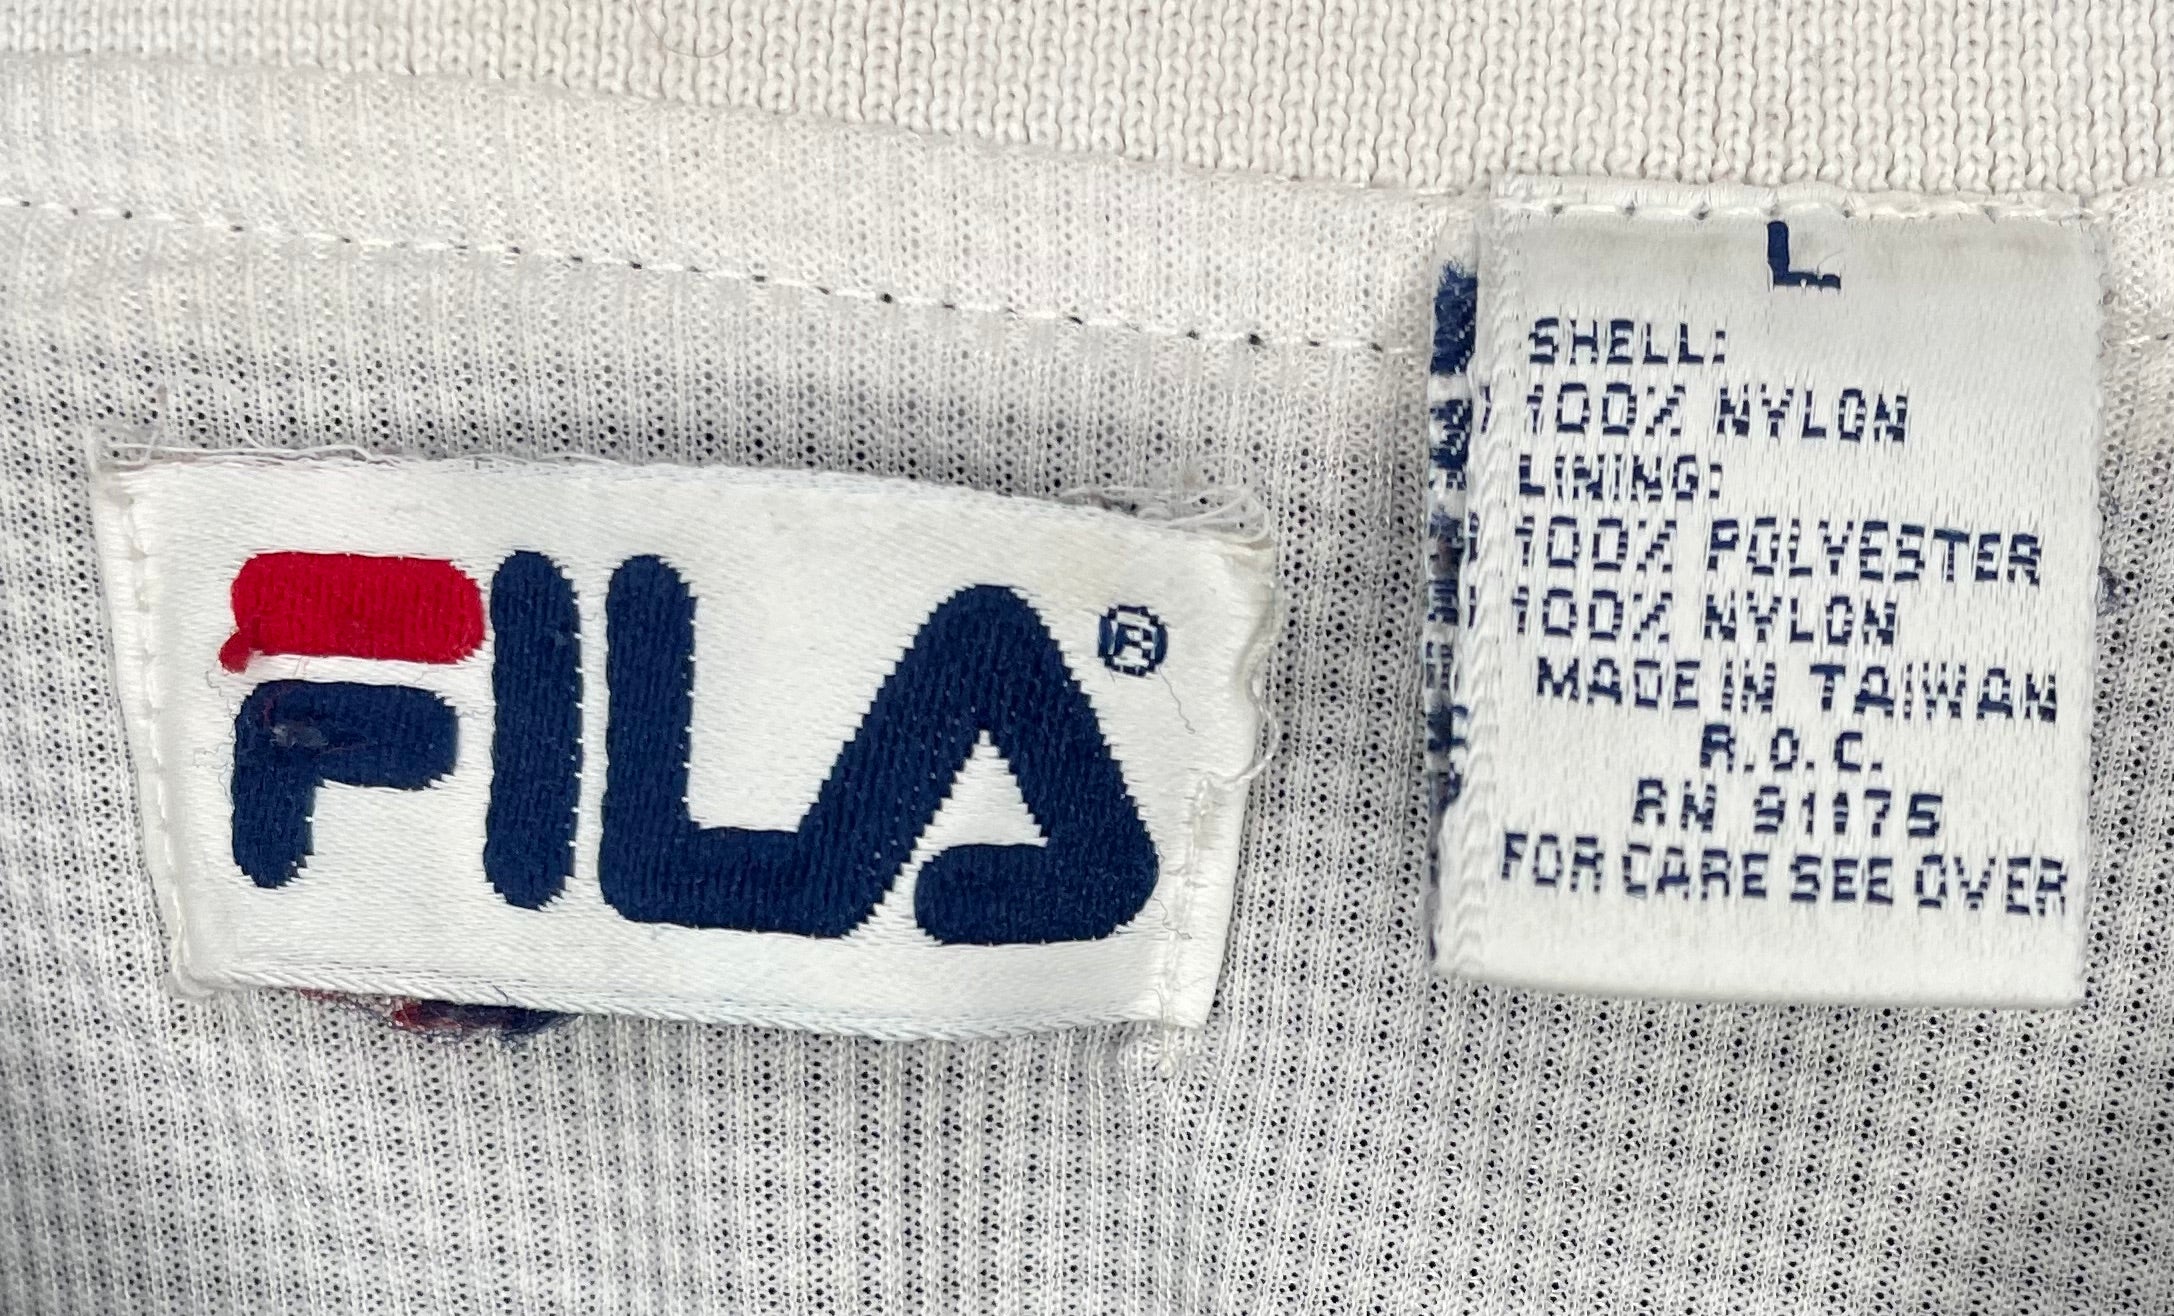 FILA®
L
SHELL:
100% NYLON
LINING:
100% POLYESTER
100% NYLON
MADE IN TAIWAN
R.O.C.
RN 91175
FOR CARE SEE OVER